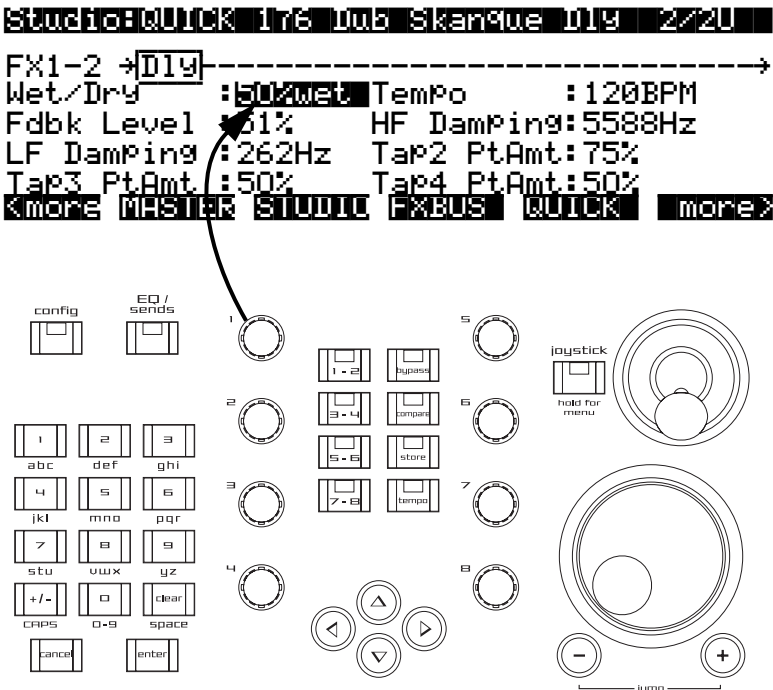 Studio:QUICK 176 Dub Skanque Dly 2/2U
FX1-2 →Dly
Wet/Dry :50%wet Tempo :120BPM
Fdbk Level : 61% HF Damping:5588Hz
LF Damping :262Hz Tap2 PtAmt:75%
Tap3 PtAmt :50% Tap4 PtAmt:50%
<more MASTER STUDIO FXBUS QUICK more>
config
EQ /
sends
1
5
joystick
hold for
menu
1 - 2
bypass
2
3 - 4
compare
6
5 - 6
store
3
7 - 8
tempo
7
4
8
1
2
3
abc
def
ghi
4
5
6
jkl
mno
pqr
7
8
9
stu
vwx
yz
+/-
0
clear
CAPS
0-9
space
cancel
enter
-
+
jump